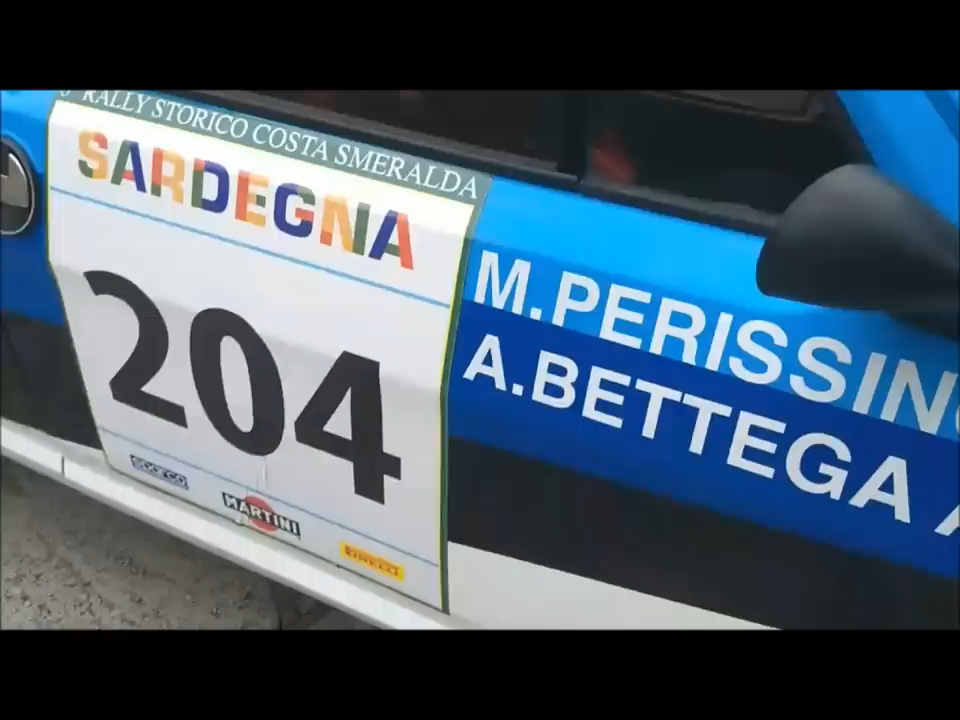 RALLY STORICO COSTA SMERALDA
SARDEGNA
204
SPARCO
MARTINI
PIRELLI
M.PERISSIN
A.BETTEGA